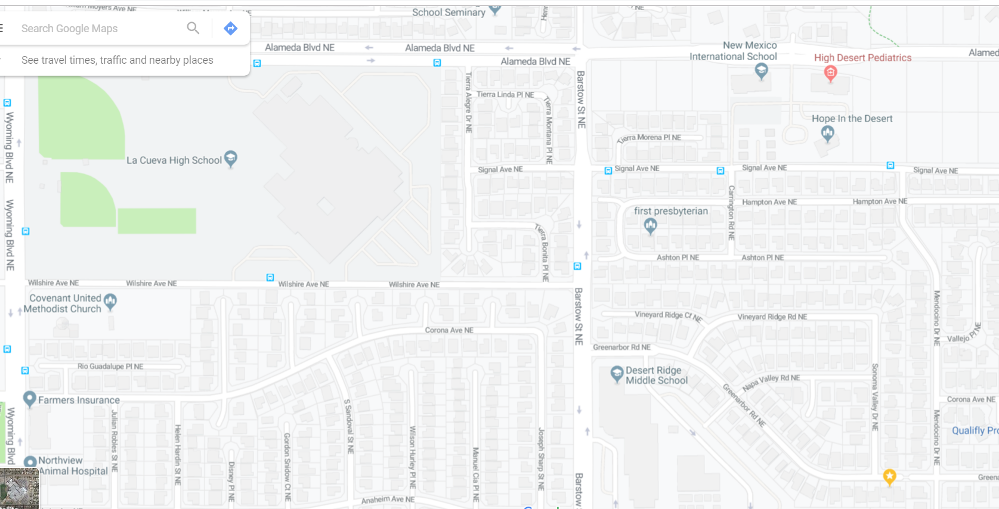 School Seminary
Search Google Maps
See travel times, traffic and nearby places
Alameda Blvd NE
Alameda Blvd NE
Alameda Blvd NE
New Mexico
International School
High Desert Pediatrics
Alamed
Wyoming Blvd NE
Tierra Alegre Dr NE
Tierra Linda Pl NE
Tierra Montana Pl NE
Barstow St NE
Hope In the Desert
Tierra Morena Pl NE
La Cueva High School
Signal Ave NE
Signal Ave NE
Signal Ave NE
Signal Ave NE
Wyoming Blvd NE
Carrington Rd NE
Hampton Ave NE
Hampton Ave NE
first presbyterian
Tierra Bonita Pl NE
Ashton Pl NE
Ashton Pl NE
Wilshire Ave NE
Wilshire Ave NE
Wilshire Ave NE
Wilshire Ave NE
Covenant United
Methodist Church
Barstow St NE
Mendocino Dr NE
Vineyard Ridge Ct NE
Vineyard Ridge Rd NE
Corona Ave NE
Vallejo Pl NE
Greenarbor Rd NE
Rio Guadalupe Pl NE
Desert Ridge
Middle School
Napa Valley Rd NE
Sonoma Valley Dr NE
Greenarbor Rd NE
Farmers Insurance
Corona Ave NE
Wyoming Blvd
Julian Robles St NE
Helen Hardin St NE
S Sandoval St NE
Gordon Snidow Ct NE
Wilson Hurley Pl NE
Manuel Cia Pl NE
Joseph Sharp St NE
Mendocino Dr NE
Qualifly Pro
Northview
Animal Hospital
Disney Pl NE
Barstow
Greena
Anaheim Ave NE